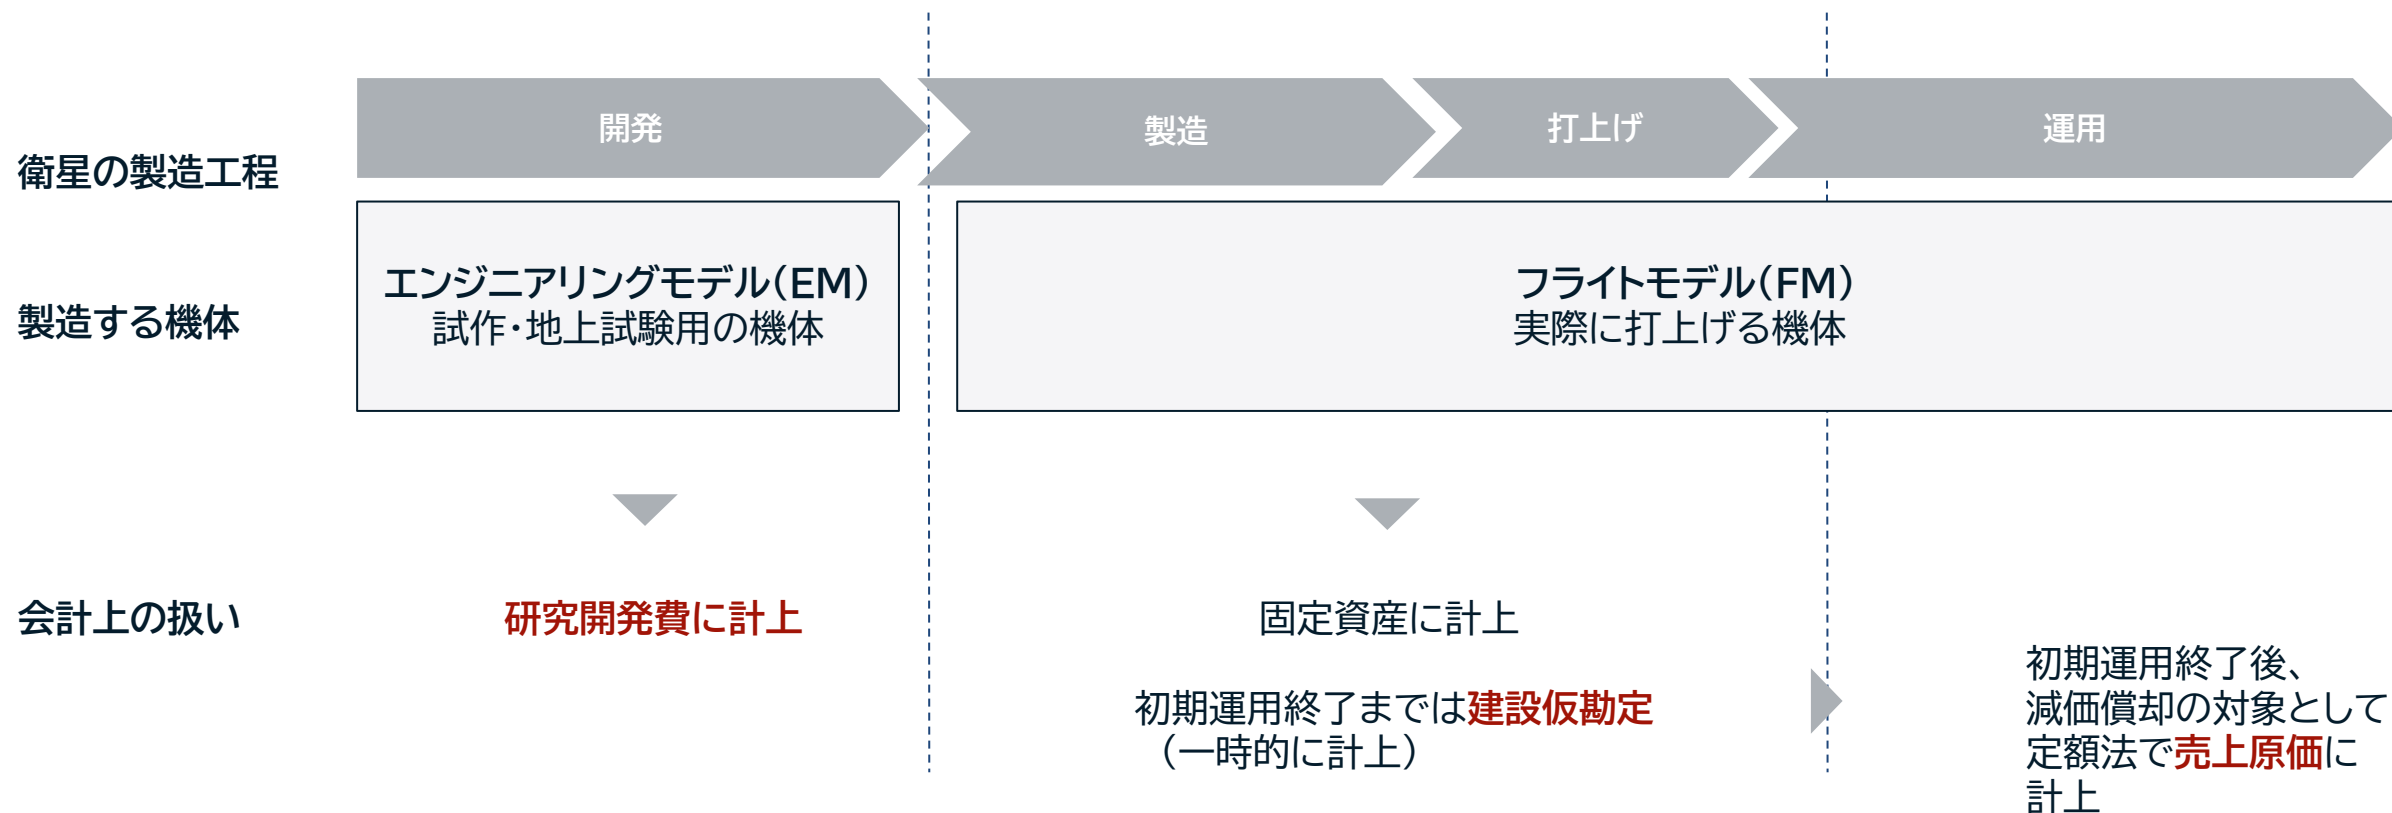 衛星の製造工程
開発
製造
打上げ
運用
製造する機体
エンジニアリングモデル(EM)
試作・地上試験用の機体
フライトモデル(FM)
実際に打上げる機体
会計上の扱い
研究開発費に計上
固定資産に計上
初期運用終了までは建設仮勘定
(一時的に計上)
初期運用終了後、
減価償却の対象として
定額法で売上原価に
計上